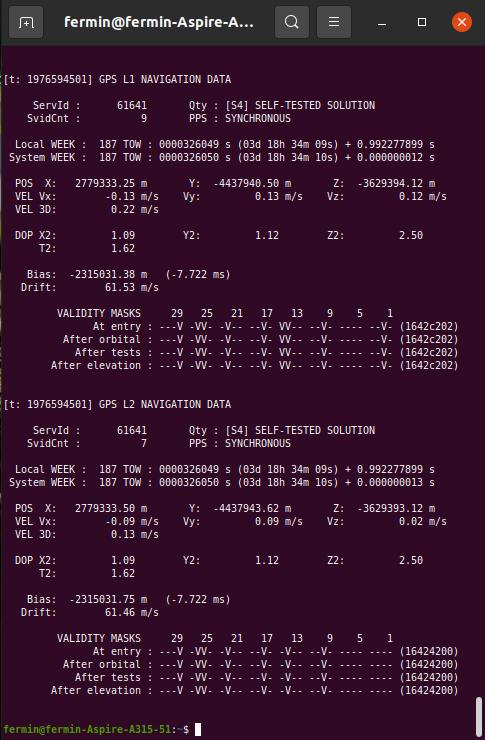 fermin@fermin-Aspire-A...
[t: 1976594501] GPS L1 NAVIGATION DATA
ServId : 61641 Qty : [S4] SELF-TESTED SOLUTION
SvidCnt : 9 PPS : SYNCHRONOUS
Local WEEK : 187 TOW : 0000326049 s (03d 18h 34m 09s) + 0.992277899 s
System WEEK : 187 TOW : 0000326050 s (03d 18h 34m 10s) + 0.000000012 s
POS X: 2779333.25 m Y: -4437940.50 m Z: -3629394.12 m
VEL Vx: -0.13 m/s Vy: 0.13 m/s Vz: 0.12 m/s
VEL 3D: 0.22 m/s
DOP X2: 1.09 Y2: 1.12 Z2: 2.50
T2: 1.62
Bias: -2315031.38 m (-7.722 ms)
Drift: 61.53 m/s
VALIDITY MASKS 29 25 21 17 13 9 5 1
At entry : ---V -VV- -V-- --V- VV-- --V- ---- --V- (1642c202)
After orbital : ---V -VV- -V-- --V- VV-- --V- ---- --V- (1642c202)
After tests : ---V -VV- -V-- --V- VV-- --V- ---- --V- (1642c202)
After elevation : ---V -VV- -V-- --V- VV-- --V- ---- --V- (1642c202)
[t: 1976594501] GPS L2 NAVIGATION DATA
ServId : 61641 Qty : [S4] SELF-TESTED SOLUTION
SvidCnt : 7 PPS : SYNCHRONOUS
Local WEEK : 187 TOW : 0000326049 s (03d 18h 34m 09s) + 0.992277899 s
System WEEK : 187 TOW : 0000326050 s (03d 18h 34m 10s) + 0.000000013 s
POS X: 2779333.50 m Y: -4437943.62 m Z: -3629393.12 m
VEL Vx: -0.09 m/s Vy: 0.09 m/s Vz: 0.02 m/s
VEL 3D: 0.13 m/s
DOP X2: 1.09 Y2: 1.12 Z2: 2.50
T2: 1.62
Bias: -2315031.75 m (-7.722 ms)
Drift: 61.46 m/s
VALIDITY MASKS 29 25 21 17 13 9 5 1
At entry : ---V -VV- -V-- --V- -V-- --V- ---- ---- (16424200)
After orbital : ---V -VV- -V-- --V- -V-- --V- ---- ---- (16424200)
After tests : ---V -VV- -V-- --V- -V-- --V- ---- ---- (16424200)
After elevation : ---V -VV- -V-- --V- -V-- --V- ---- ---- (16424200)
fermin@fermin-Aspire-A315-51:~$